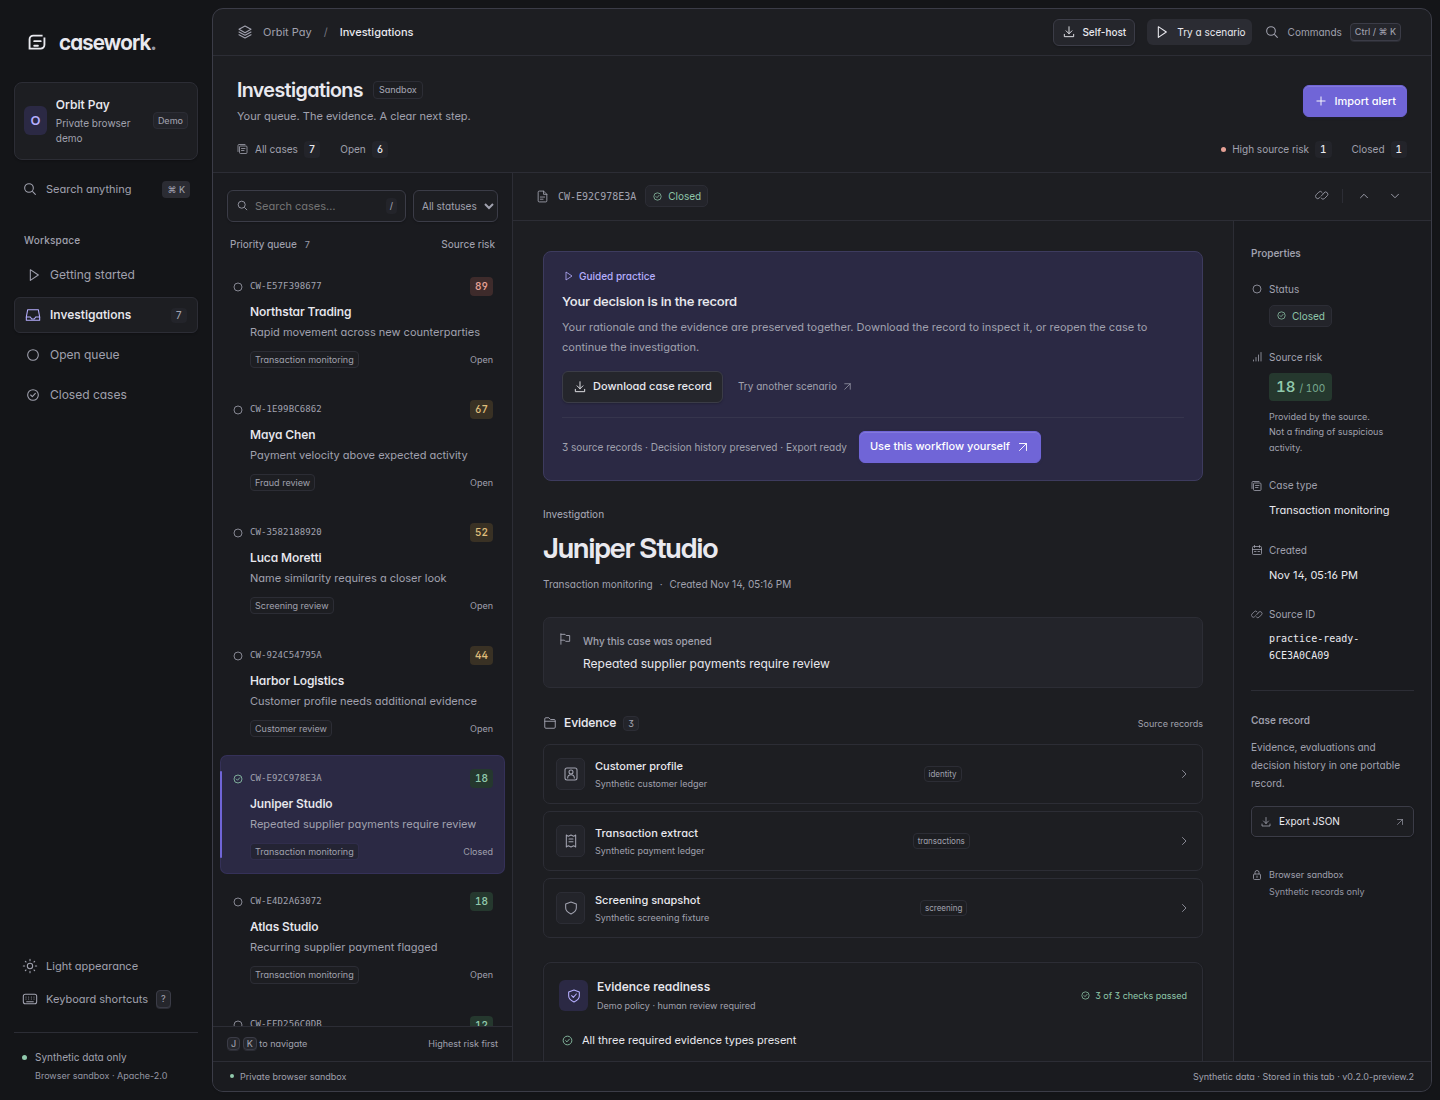 casework.
O
Orbit Pay
Private browser demo
Demo
Search anything
⌘ K
Workspace
Getting started
Investigations
7
Open queue
Closed cases
Light appearance
Keyboard shortcuts ?
Synthetic data only
Browser sandbox · Apache-2.0
Orbit Pay / Investigations
Self-host
Try a scenario
Commands
Ctrl / ⌘ K
Investigations
Sandbox
Your queue. The evidence. A clear next step.
Import alert
All cases 7
Open 6
High source risk 1
Closed 1
Search cases...
/
All statuses
Priority queue 7
Source risk
CW-E57F398677
89
Northstar Trading
Rapid movement across new counterparties
Transaction monitoring
Open
CW-1E99BC6862
67
Maya Chen
Payment velocity above expected activity
Fraud review
Open
CW-3582188920
52
Luca Moretti
Name similarity requires a closer look
Screening review
Open
CW-924C54795A
44
Harbor Logistics
Customer profile needs additional evidence
Customer review
Open
CW-E92C978E3A
18
Juniper Studio
Repeated supplier payments require review
Transaction monitoring
Closed
CW-E4D2A63072
18
Atlas Studio
Recurring supplier payment flagged
Transaction monitoring
Open
CW-EFD256C0DB
12
J K to navigate
Highest risk first
CW-E92C978E3A
Closed
Guided practice
Your decision is in the record
Your rationale and the evidence are preserved together. Download the record to inspect it, or reopen the case to
continue the investigation.
Download case record
Try another scenario
3 source records · Decision history preserved · Export ready
Use this workflow yourself
Investigation
Juniper Studio
Transaction monitoring · Created Nov 14, 05:16 PM
Why this case was opened
Repeated supplier payments require review
Evidence 3
Source records
Customer profile
Synthetic customer ledger
identity
Transaction extract
Synthetic payment ledger
transactions
Screening snapshot
Synthetic screening fixture
screening
Evidence readiness
Demo policy · human review required
3 of 3 checks passed
All three required evidence types present
Properties
Status
Closed
Source risk
18 / 100
Provided by the source.
Not a finding of suspicious
activity.
Case type
Transaction monitoring
Created
Nov 14, 05:16 PM
Source ID
practice-ready-
6CE3A0CA09
Case record
Evidence, evaluations and
decision history in one portable
record.
Export JSON
Browser sandbox
Synthetic records only
Private browser sandbox
Synthetic data · Stored in this tab · v0.2.0-preview.2